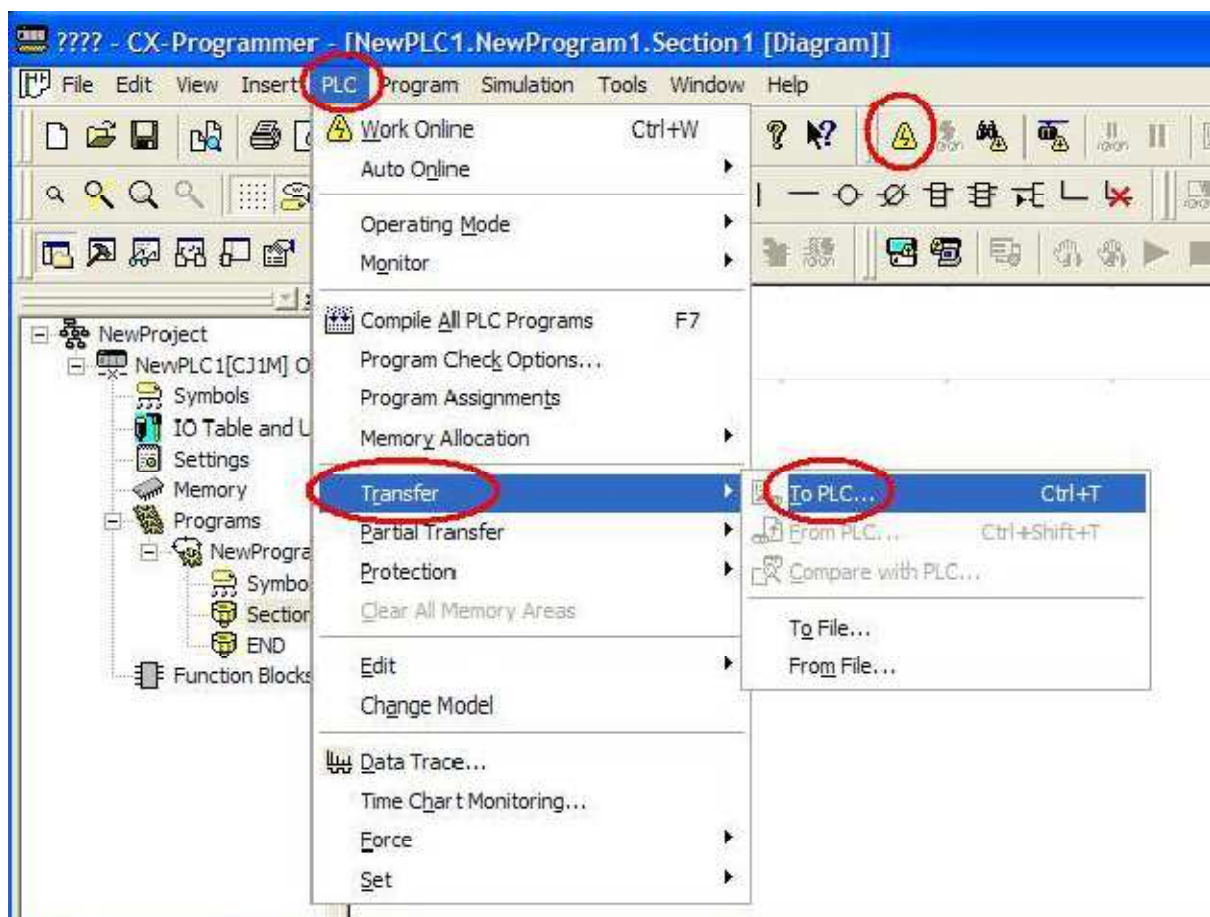 ???? - CX-Programmer - [NewPLC1.NewProgram1.Section1 [Diagram]]
File Edit View Insert PLC Program Simulation Tools Window Help
Work Online Ctrl+W
Auto Online
Operating Mode
Monitor
Compile All PLC Programs F7
Program Check Options...
Program Assignments
Memory Allocation
Transfer
Partial Transfer
Protection
Clear All Memory Areas
Edit
Change Model
Data Trace...
Time Chart Monitoring...
Force
Set
To PLC... Ctrl+T
From PLC... Ctrl+Shift+T
Compare with PLC...
To File...
From File...
NewProject
NewPLC1[CJ1M] O
Symbols
IO Table and U
Settings
Memory
Programs
NewProgra
Symbo
Section
END
Function Blocks